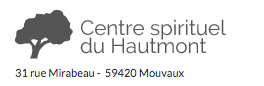 Centre spirituel
du Hautmont
31 rue Mirabeau - 59420 Mouvaux